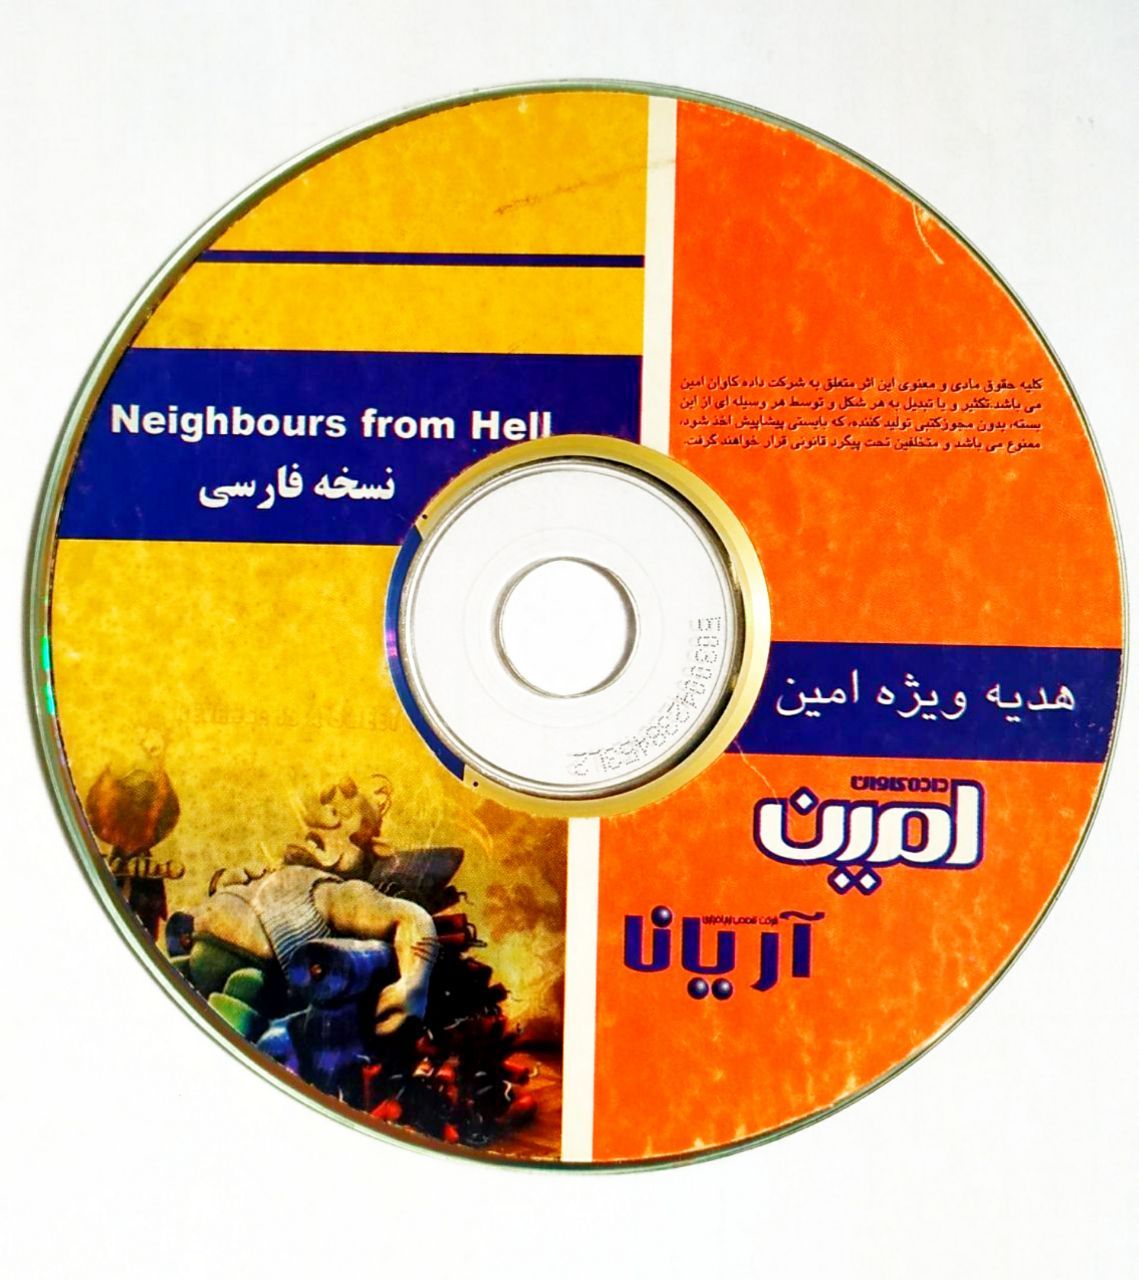 Neighbours from Hell
نسخه فارسی
کلیه حقوق مادی و معنوی این اثر متعلق به شرکت داده کاوان امین
می باشد.تکثیر و یا تبدیل به هر شکل و توسط هر وسیله ای از این
بسته، بدون مجوزکتبی تولید کننده، که بایستی پیشاپیش اخذ شود،
ممنوع می باشد و متخلفین تحت پیگرد قانونی قرار خواهند گرفت.
هدیه ویژه امین
داده کاوان
امین
آریانا